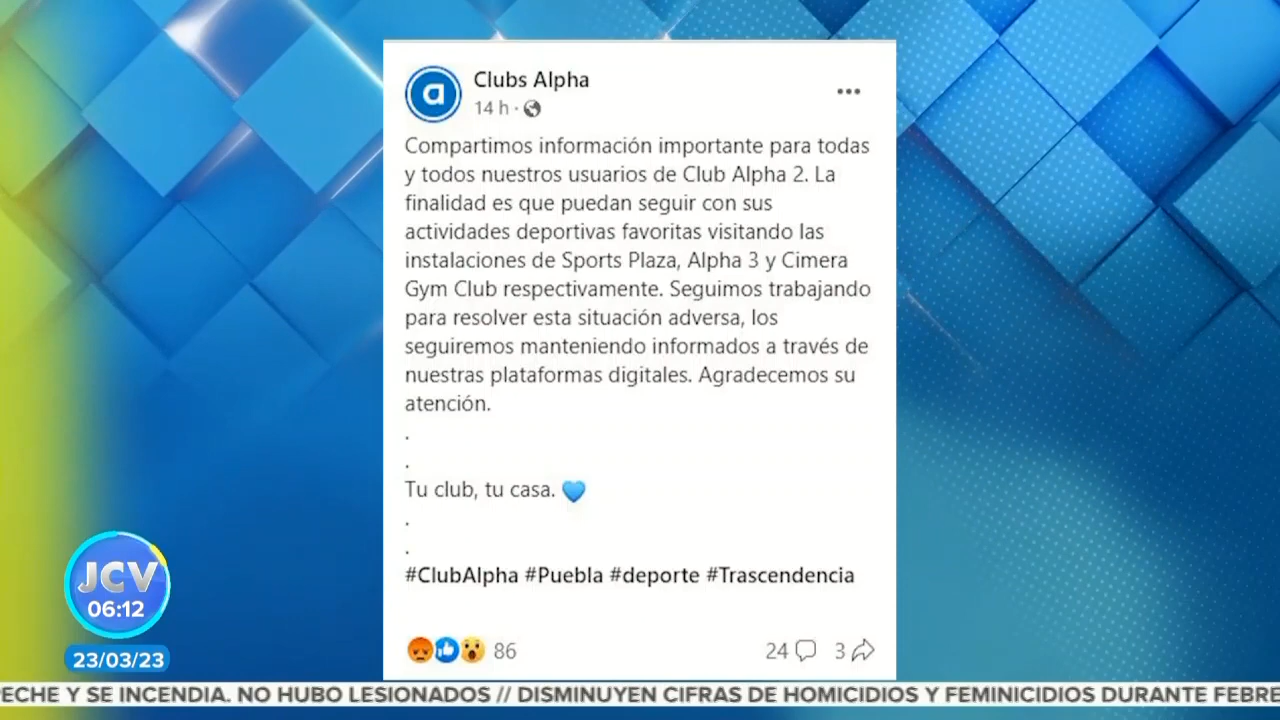 a
Clubs Alpha
14 h ·
Compartimos información importante para todas
y todos nuestros usuarios de Club Alpha 2. La
finalidad es que puedan seguir con sus
actividades deportivas favoritas visitando las
instalaciones de Sports Plaza, Alpha 3 y Cimera
Gym Club respectivamente. Seguimos trabajando
para resolver esta situación adversa, los
seguiremos manteniendo informados a través de
nuestras plataformas digitales. Agradecemos su
atención.
.
.
Tu club, tu casa. 💙
.
.
#ClubAlpha #Puebla #deporte #Trascendencia
86
24
3
JCV
06:12
23/03/23
PECHE Y SE INCENDIA. NO HUBO LESIONADOS // DISMINUYEN CIFRAS DE HOMICIDIOS Y FEMINICIDIOS DURANTE FEBRE